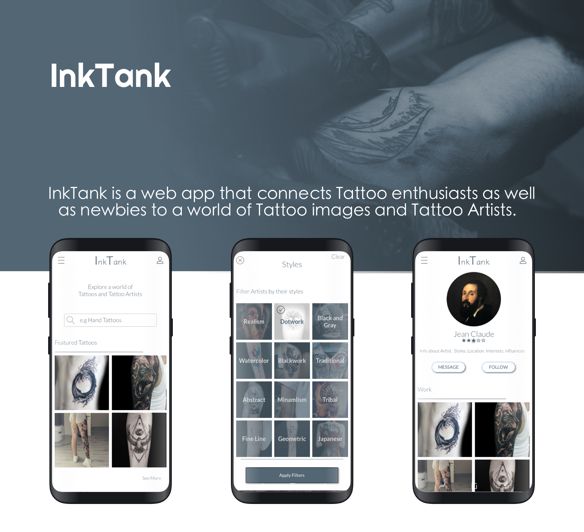 InkTank
InkTank is a web app that connects Tattoo enthusiasts as well
as newbies to a world of Tattoo images and Tattoo Artists.
InkTank
Explore a world of
Tattoos and Tattoo Artists
e.g Hand Tattoos
Featured Tattoos
See More
Clear
Styles
Filter Artists by their styles
Realism
Dotwork
Black and
Gray
Watercolor
Blackwork
Traditional
Abstract
Minamlism
Tribal
Fine Line
Geometric
Japanese
Apply Filters
InkTank
Jean Claude
Info about Artist, Stories, Location, Interests, Influences
MESSAGE
FOLLOW
Work